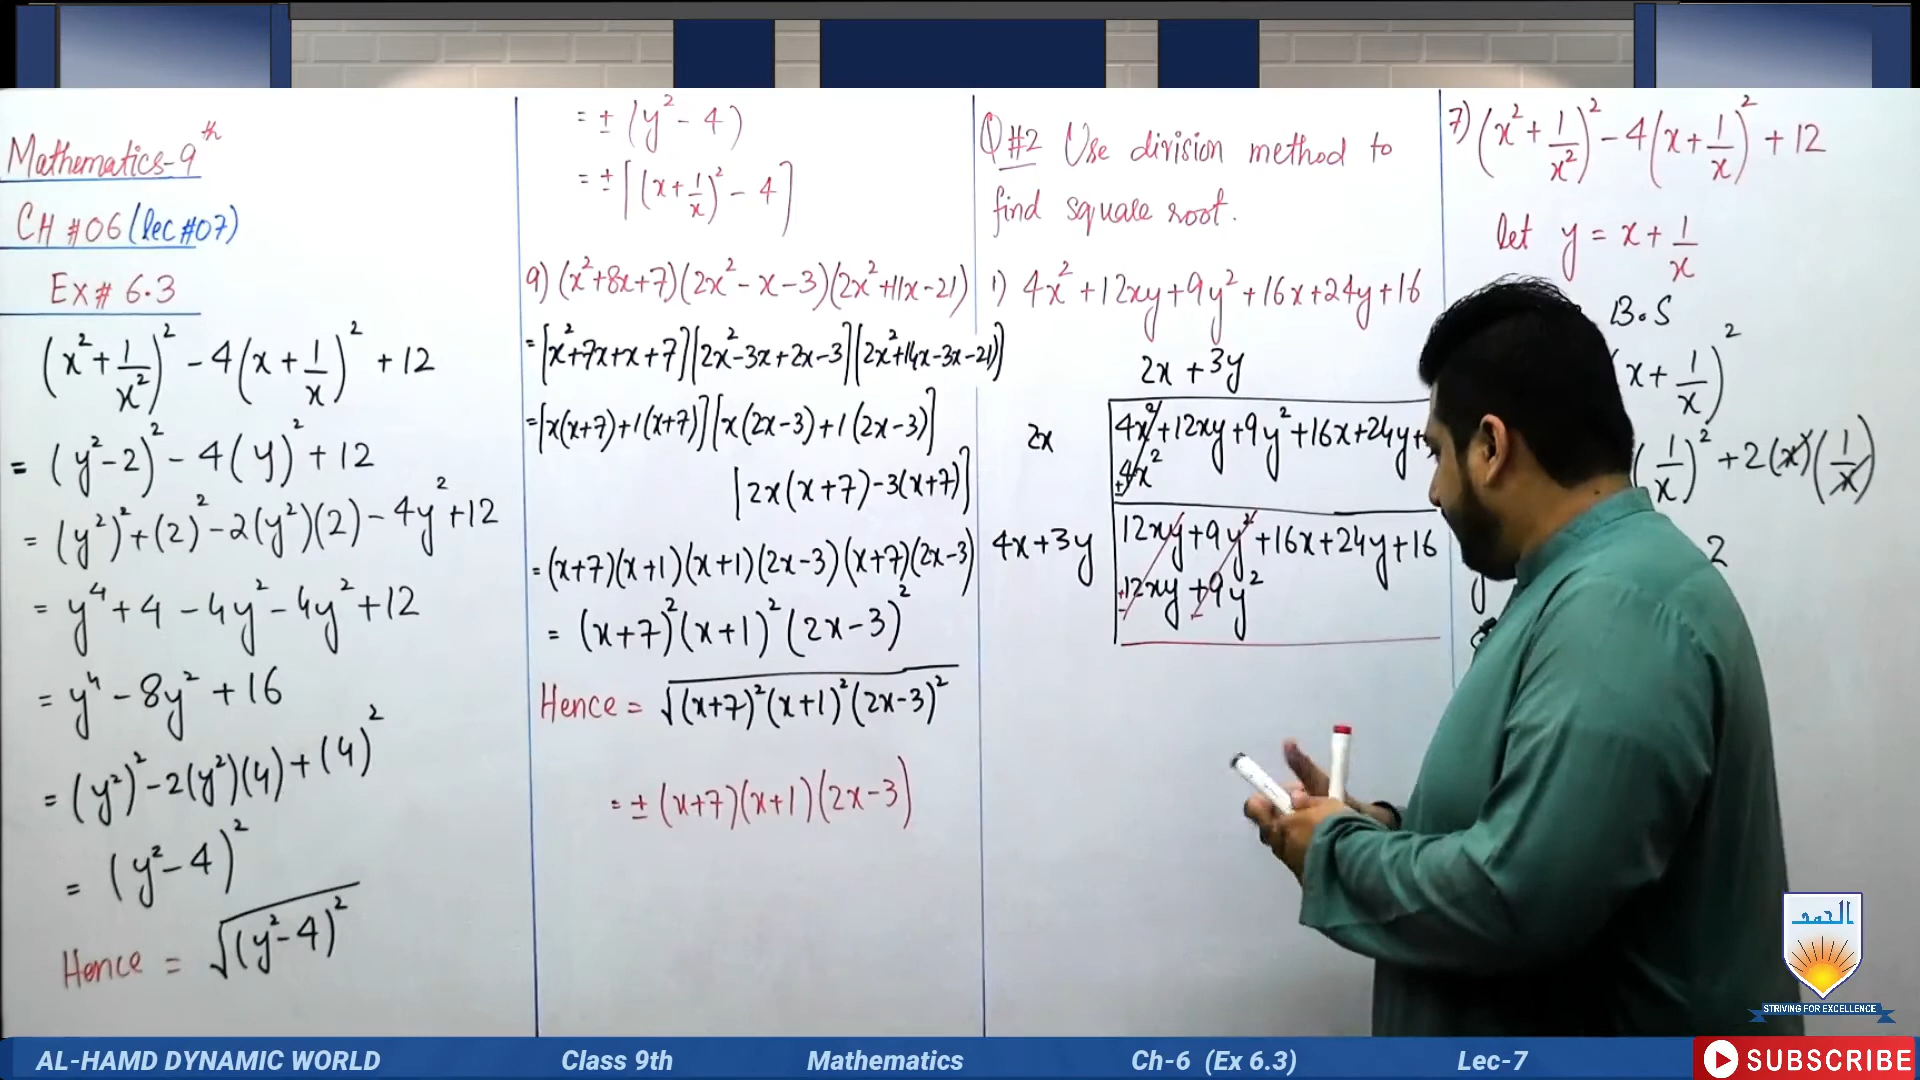 Mathematics-9th
CH #06 (lec#07)
Ex# 6.3
(x² + 1/x²)² - 4(x + 1/x)² + 12
= (y² - 2)² - 4(y)² + 12
= (y²)² + (2)² - 2(y²)(2) - 4y² + 12
= y⁴ + 4 - 4y² - 4y² + 12
= y⁴ - 8y² + 16
= (y²)² - 2(y²)(4) + (4)²
= (y² - 4)²
Hence = √(y² - 4)²
= ± (y² - 4)
= ± [(x + 1/x)² - 4]
9) (x²+8x+7)(2x²-x-3)(2x²+11x-21)
= [x²+7x+x+7][2x²-3x+2x-3][2x²+14x-3x-21]
= [x(x+7)+1(x+7)][x(2x-3)+1(2x-3)]
[2x(x+7)-3(x+7)]
= (x+7)(x+1)(x+1)(2x-3)(x+7)(2x-3)
= (x+7)²(x+1)²(2x-3)²
Hence = √(x+7)²(x+1)²(2x-3)²
= ± (x+7)(x+1)(2x-3)
Q#2 Use division method to
find square root.
1) 4x²+12xy+9y²+16x+24y+16
2x+3y
2x
4x²+12xy+9y²+16x+24y+
±4x²
4x+3y
12xy+9y²+16x+24y+16
±12xy±9y²
7) (x² + 1/x²)² - 4(x + 1/x)² + 12
let y = x + 1/x
B.S
(x + 1/x)²
(1/x)² + 2(x)(1/x)
2
الحمد
STRIVING FOR EXCELLENCE
AL-HAMD DYNAMIC WORLD Class 9th Mathematics Ch-6 (Ex 6.3) Lec-7 SUBSCRIBE